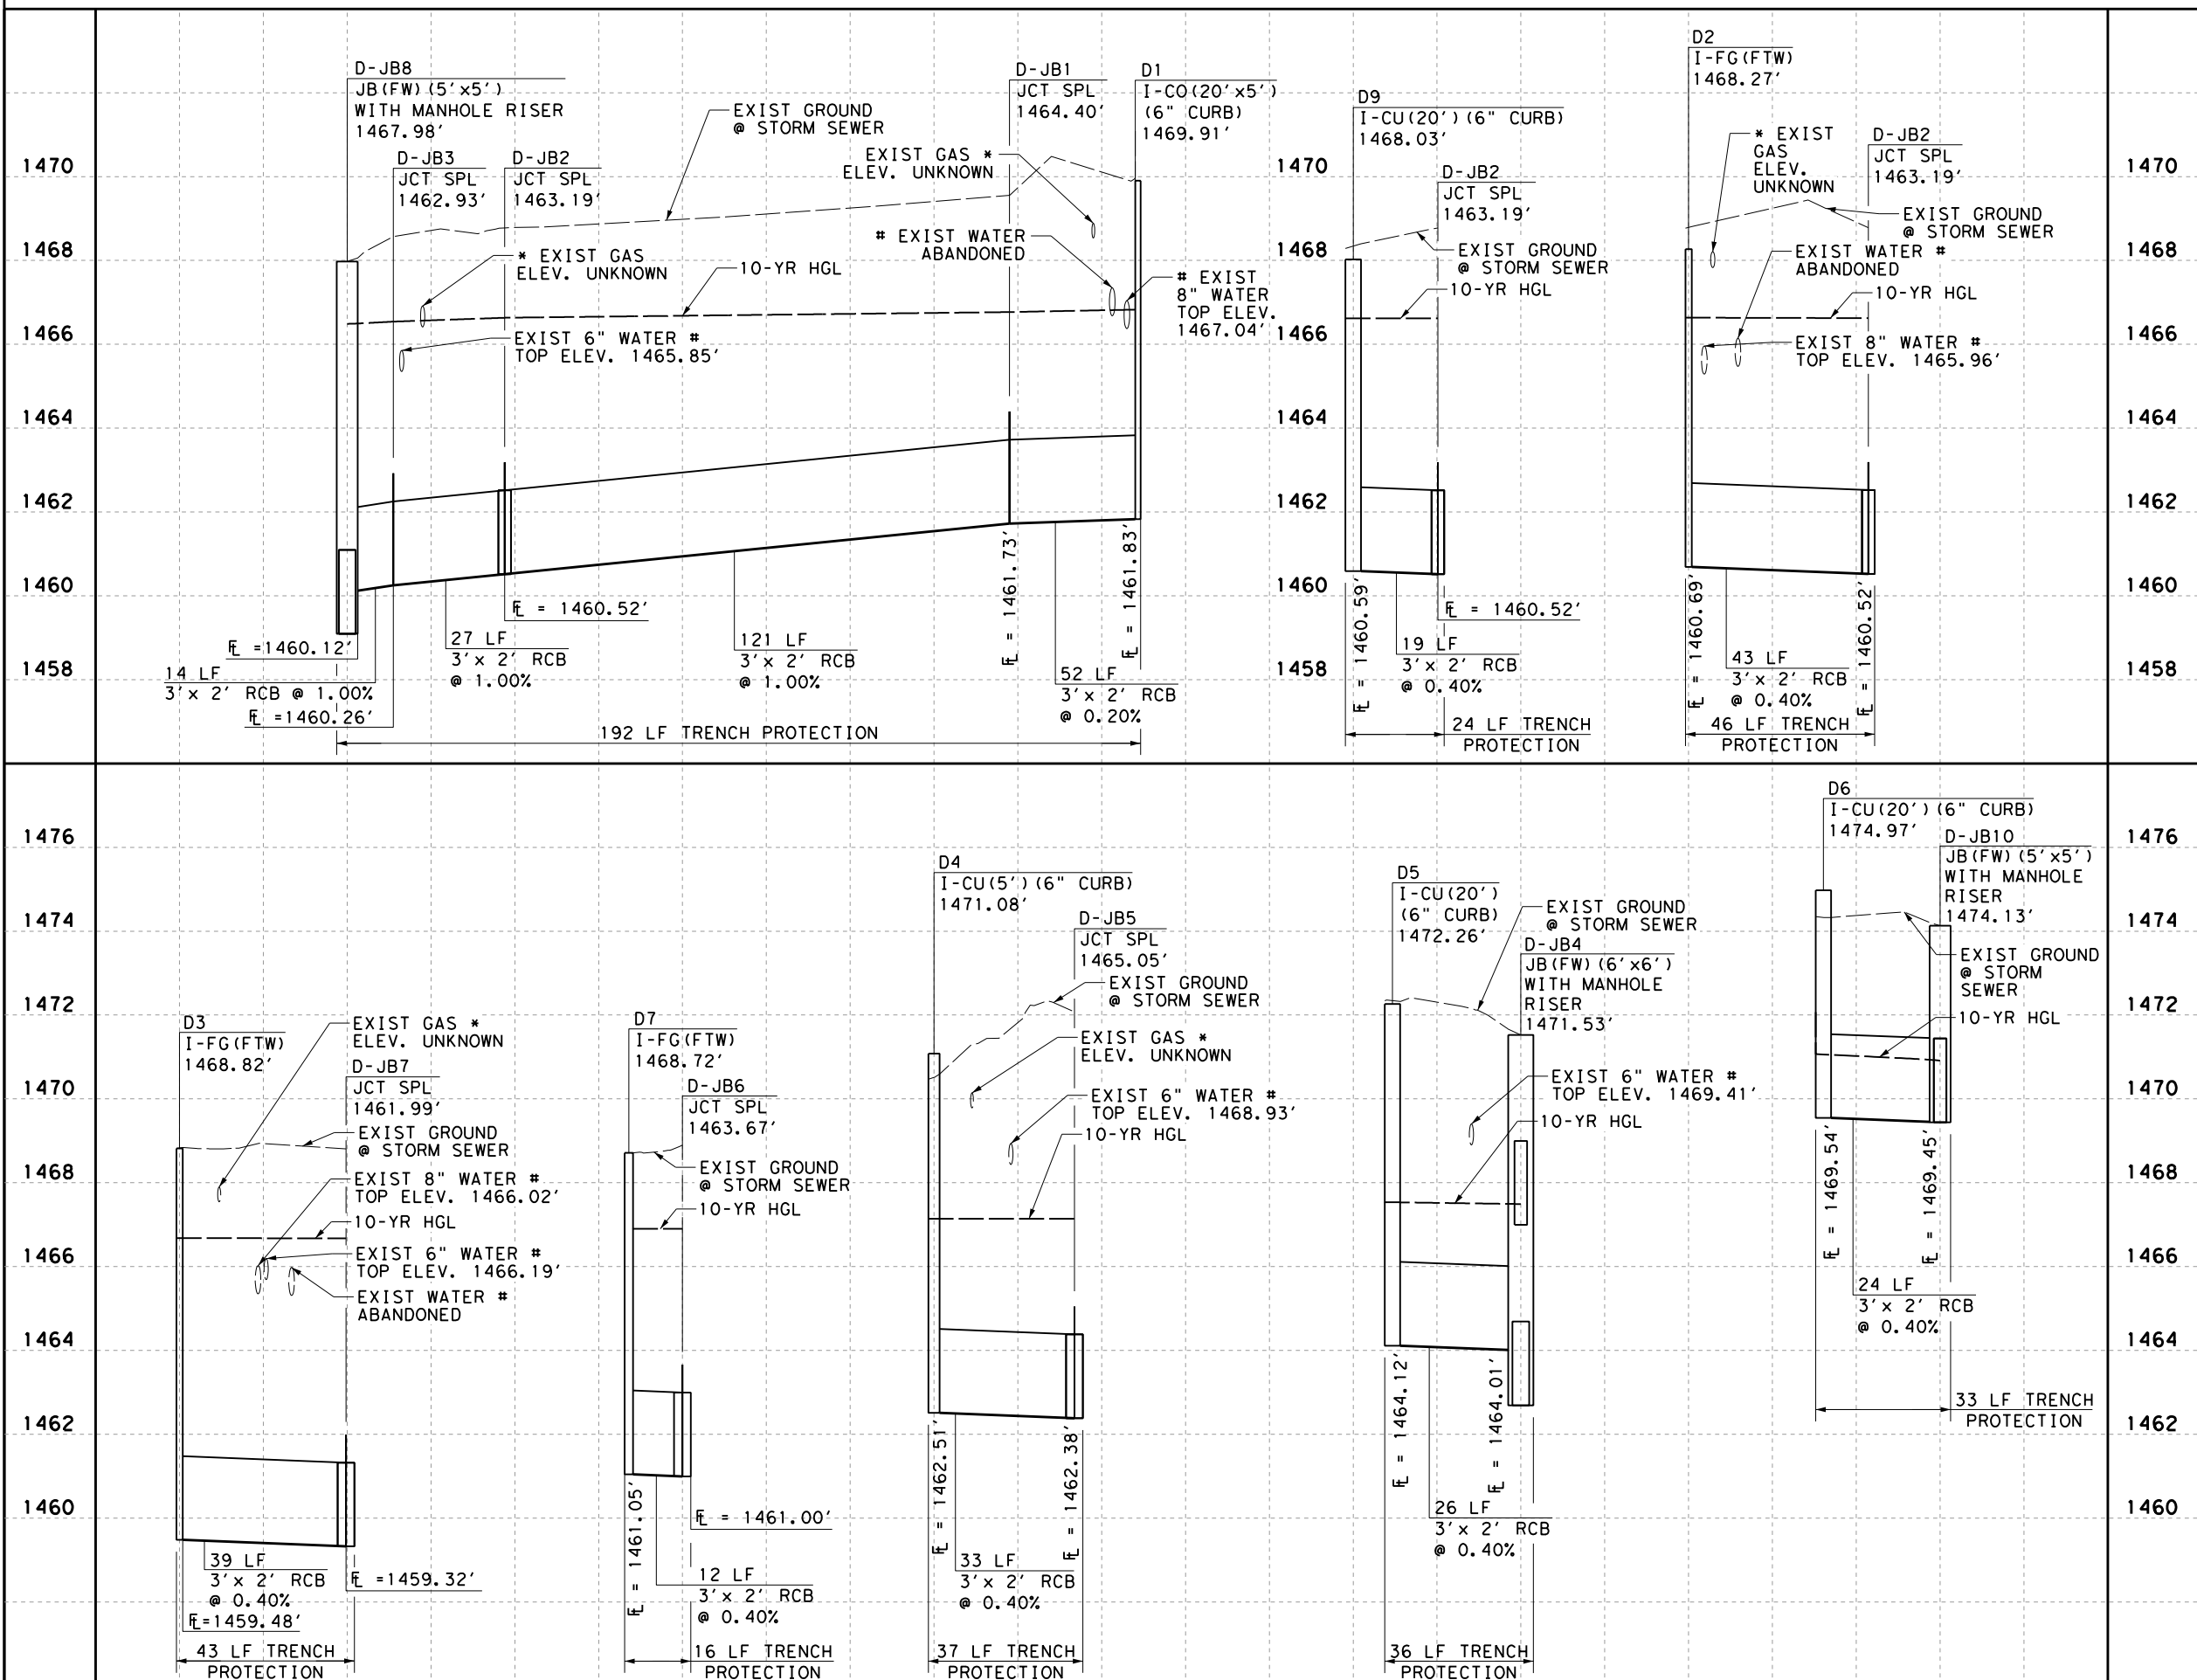 D-JB8
JB(FW)(5'x5')
WITH MANHOLE RISER
1467.98'
D-JB3
JCT SPL
1462.93'
D-JB2
JCT SPL
1463.19'
EXIST GROUND
@ STORM SEWER
EXIST GAS *
ELEV. UNKNOWN
D-JB1
JCT SPL
1464.40'
D1
I-CO(20'x5')
(6" CURB)
1469.91'
* EXIST GAS
ELEV. UNKNOWN
10-YR HGL
# EXIST WATER
ABANDONED
# EXIST
8" WATER
TOP ELEV.
1467.04'
EXIST 6" WATER #
TOP ELEV. 1465.85'
℄ =1460.12'
14 LF
3'x 2' RCB @ 1.00%
℄ =1460.26'
27 LF
3'x 2' RCB
@ 1.00%
℄ = 1460.52'
121 LF
3'x 2' RCB
@ 1.00%
℄ = 1461.73'
℄ = 1461.83'
52 LF
3'x 2' RCB
@ 0.20%
192 LF TRENCH PROTECTION
1470
1468
1466
1464
1462
1460
1458
D9
I-CU(20')(6" CURB)
1468.03'
D-JB2
JCT SPL
1463.19'
EXIST GROUND
@ STORM SEWER
10-YR HGL
1470
1468
1466
1464
1462
1460
1458
℄ = 1460.59'
℄ = 1460.52'
19 LF
3'x 2' RCB
@ 0.40%
24 LF TRENCH
PROTECTION
D2
I-FG(FTW)
1468.27'
* EXIST
GAS
ELEV.
UNKNOWN
D-JB2
JCT SPL
1463.19'
EXIST GROUND
@ STORM SEWER
EXIST WATER #
ABANDONED
10-YR HGL
EXIST 8" WATER #
TOP ELEV. 1465.96'
℄ = 1460.69'
43 LF
3'x 2' RCB
@ 0.40%
℄ = 1460.52'
46 LF TRENCH
PROTECTION
1470
1468
1466
1464
1462
1460
1458
1476
1474
1472
1470
1468
1466
1464
1462
1460
D3
I-FG(FTW)
1468.82'
EXIST GAS *
ELEV. UNKNOWN
D-JB7
JCT SPL
1461.99'
EXIST GROUND
@ STORM SEWER
EXIST 8" WATER #
TOP ELEV. 1466.02'
10-YR HGL
EXIST 6" WATER #
TOP ELEV. 1466.19'
EXIST WATER #
ABANDONED
39 LF
3'x 2' RCB
@ 0.40%
℄=1459.48'
℄ =1459.32'
43 LF TRENCH
PROTECTION
D7
I-FG(FTW)
1468.72'
D-JB6
JCT SPL
1463.67'
EXIST GROUND
@ STORM SEWER
10-YR HGL
℄ = 1461.05'
℄ = 1461.00'
12 LF
3'x 2' RCB
@ 0.40%
16 LF TRENCH
PROTECTION
D4
I-CU(5')(6" CURB)
1471.08'
D-JB5
JCT SPL
1465.05'
EXIST GROUND
@ STORM SEWER
EXIST GAS *
ELEV. UNKNOWN
EXIST 6" WATER #
TOP ELEV. 1468.93'
10-YR HGL
℄ = 1462.51'
33 LF
3'x 2' RCB
@ 0.40%
℄ = 1462.38'
37 LF TRENCH
PROTECTION
D5
I-CU(20')
(6" CURB)
1472.26'
EXIST GROUND
@ STORM SEWER
D-JB4
JB(FW)(6'x6')
WITH MANHOLE
RISER
1471.53'
EXIST 6" WATER #
TOP ELEV. 1469.41'
10-YR HGL
℄ = 1464.12'
℄ = 1464.01'
26 LF
3'x 2' RCB
@ 0.40%
36 LF TRENCH
PROTECTION
D6
I-CU(20')(6" CURB)
1474.97'
D-JB10
JB(FW)(5'x5')
WITH MANHOLE
RISER
1474.13'
EXIST GROUND
@ STORM
SEWER
10-YR HGL
℄ = 1469.54'
℄ = 1469.45'
24 LF
3'x 2' RCB
@ 0.40%
33 LF TRENCH
PROTECTION
1476
1474
1472
1470
1468
1466
1464
1462
1460